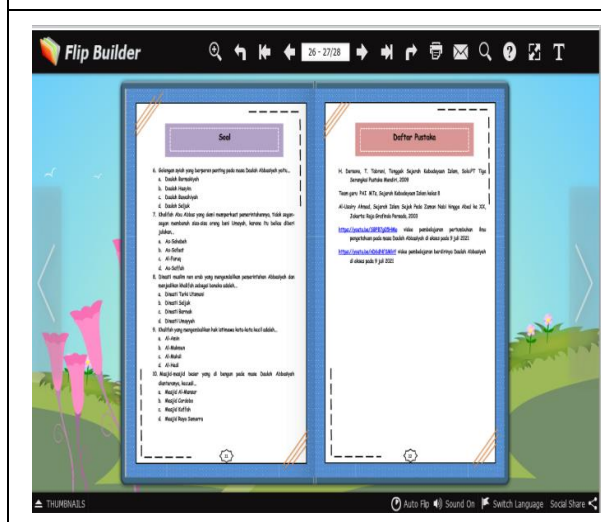 Flip Builder
26 - 27/28
T
Soal
6. Golongan syiah yang berperan penting pada masa Daulah Abbasiyah yaitu...
a. Daulah Barmakiyah
b. Daulah Husyim
c. Daulah Buwaihiyah
d. Daulah Saljuk
7. Khalifah Abu Abbas yang demi memperkuat pemerintahannya, tidak segan-
segan membunuh sisa-sisa orang bani Umayah, karena itu beliau diberi
julukan...
a. As-Sahabah
b. As-Safaat
c. Al-Faruq
d. As-Saffah
8. Dinasti muslim non arab yang mengendalikan pemerintahan Abbasiyah dan
menjadikan khalifah sebagai boneka adalah...
a. Dinasti Turki Utsmani
b. Dinasti Saljuk
c. Dinasti Barmak
d. Dinasti Umayyah
9. Khalifah yang mengembalikan hak istimewa kota-kota kecil adalah...
a. Al-Amin
b. Al-Makmun
c. Al-Mahdi
d. Al-Hadi
10. Masjid-masjid besar yang di bangun pada masa Daulah Abbasiyah
diantaranya, kecuali...
a. Masjid Al-Mansur
b. Masjid Cordoba
c. Masjid Kattah
d. Masjid Raya Samarra
11
Daftar Pustaka
H. Darsono, T. Ibrahim, Tonggak Sejarah Kebudayaan Islam, Solo:PT Tiga
Serangkai Pustaka Mandiri, 2009
Team guru PAI MTs, Sejarah Kebudayaan Islam kelas 8
Al-Usairy Ahmad, Sejarah Islam Sejak Pada Zaman Nabi Hingga Abad ke XX,
Jakarta: Raja Grafindo Persada, 2003
video pembelajaran pertumbuhan ilmu
pengetahuan pada masa Daulah Abbasiyah di akses pada 9 juli 2021
video pembelajaran berdirinya Daulah Abbasiyah
di akses pada 9 juli 2021
12
THUMBNAILS
Auto Flip Sound On Switch Language Social Share